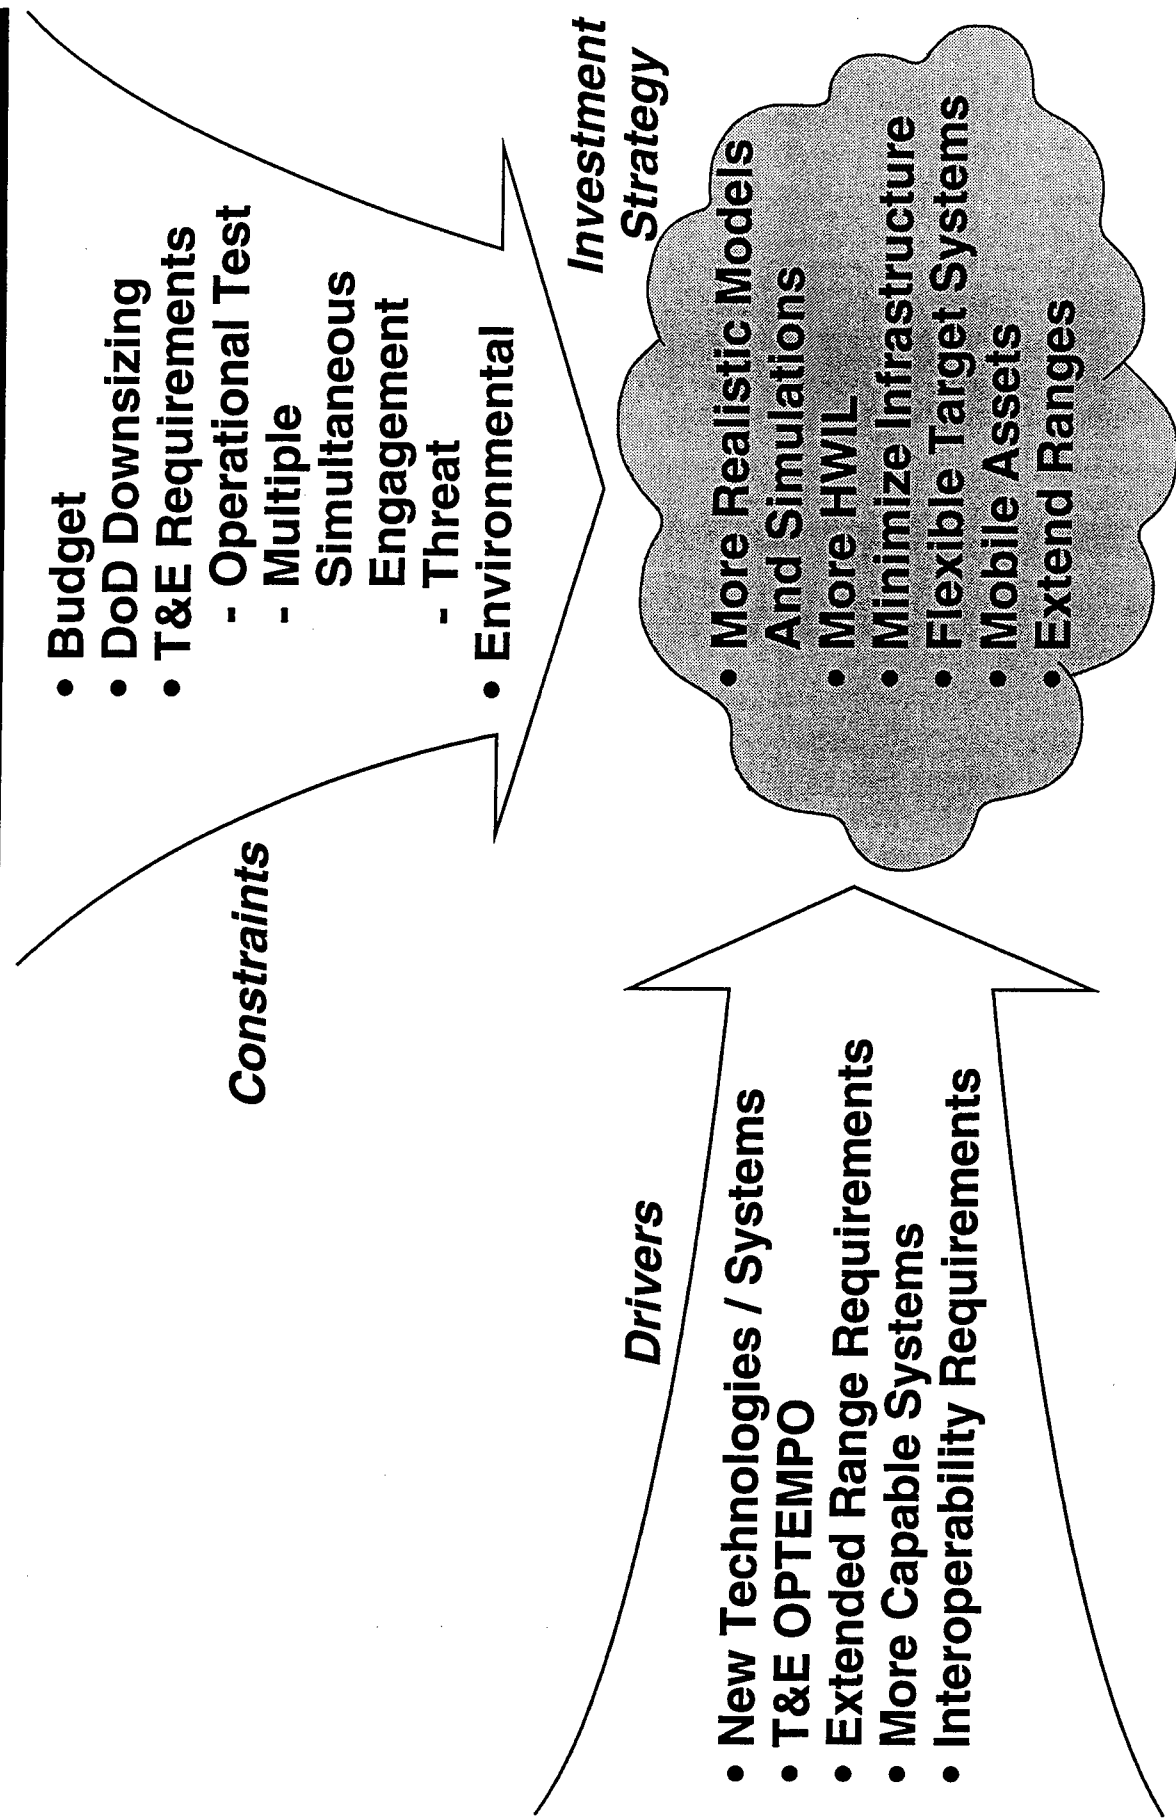 Constraints
• Budget
• DoD Downsizing
• T&E Requirements
- Operational Test
- Multiple
Simultaneous
Engagement
- Threat
• Environmental
Drivers
• New Technologies / Systems
• T&E OPTEMPO
• Extended Range Requirements
• More Capable Systems
• Interoperability Requirements
Investment
Strategy
• More Realistic Models
And Simulations
• More HWIL
• Minimize Infrastructure
• Flexible Target Systems
• Mobile Assets
• Extend Ranges